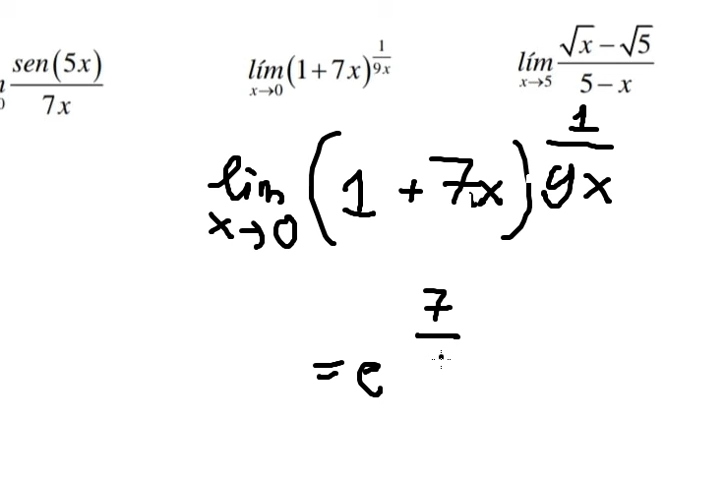 sen(5x)
7x
lím (1+7x)^(1/9x)
x→0
lím (√x − √5)/(5 − x)
x→5
lim (1 + 7x)^(1/9x)
x→0
= e^7/